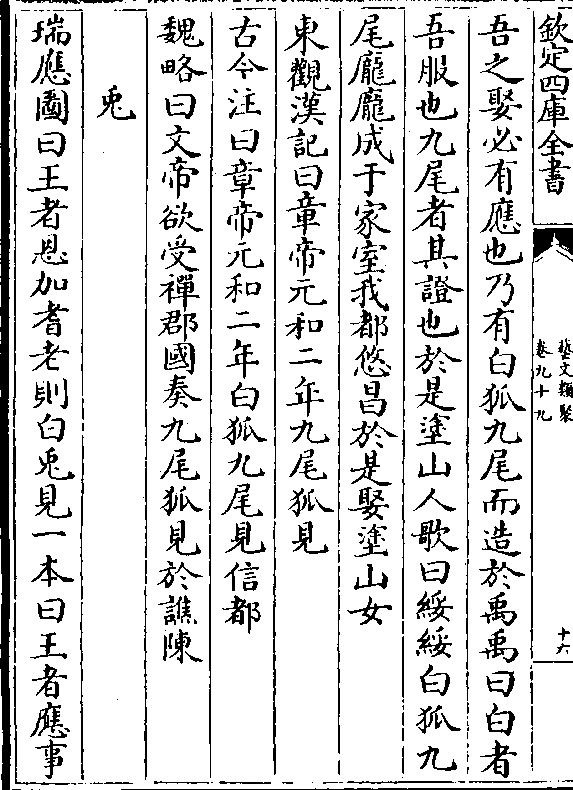 欽定四庫全書
藝文類聚
卷九十九
十六
吾之娶必有應也乃有白狐九尾而造於禹禹曰白者
吾服也九尾者其證也於是塗山人歌曰綏綏白狐九
尾龐龐成于家室我都悠昌於是娶塗山女
東觀漢記曰章帝元和二年九尾狐見
古今注曰章帝元和二年白狐九尾見信都
魏略曰文帝欲受禪郡國奏九尾狐見於譙陳
兎
瑞應圖曰王者恩加耆老則白兎見一本曰王者應事